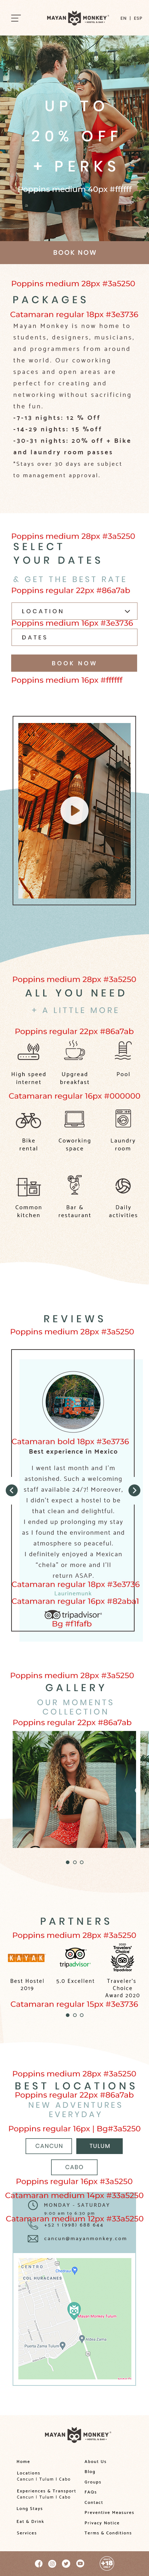 MAYAN MONKEY
EN | ESP
UP TO
20% OFF
+ PERKS
Poppins medium 40px #ffffff
BOOK NOW
Poppins medium 28px #3a5250
PACKAGES
Catamaran regular 18px #3e3736
Mayan Monkey is now home to
students, designers, musicians,
and programmers from around
the world. Our coworking
spaces and open areas are
perfect for creating and
networking without sacrificing
the fun.
-7-13 nights: 12 % Off
-14-29 nights: 15 %off
-30-31 nights: 20% off + Bike
and laundry room passes
*Stays over 30 days are subject
to management approval.
Poppins medium 28px #3a5250
SELECT
YOUR DATES
& GET THE BEST RATE
Poppins regular 22px #86a7ab
LOCATION
Poppins medium 16px #3e3736
DATES
BOOK NOW
Poppins medium 16px #ffffff
Poppins medium 28px #3a5250
ALL YOU NEED
+ A LITTLE MORE
Poppins regular 22px #86a7ab
High speed
internet
Upgread
breakfast
Pool
Catamaran regular 16px #000000
Bike
rental
Coworking
space
Laundry
room
Common
kitchen
Bar &
restaurant
Daily
activities
REVIEWS
Poppins medium 28px #3a5250
Catamaran bold 18px #3e3736
Best experience in Mexico
I went last month and I'm
astonished. Such a welcoming
staff available 24/7! Moreover,
I didn't expect a hostel to be
that clean and delightful.
I ended up prolonging my stay
as I found the environment and
atmosphere so peaceful.
I definitely enjoyed a Mexican
"chela" or more and I'll
return ASAP.
Catamaran regular 18px #3e3736
Laurinemunk
Catamaran regular 16px #82aba1
tripadvisor
Bg #f1fafb
Poppins medium 28px #3a5250
GALLERY
OUR MOMENTS
COLLECTION
Poppins regular 22px #86a7ab
PARTNERS
Poppins medium 28px #3a5250
KAYAK
tripadvisor
Travelers'
Choice
Tripadvisor
Best Hostel
2019
5.0 Excellent
Traveler's
Choice
Award 2020
Catamaran regular 15px #3e3736
Poppins medium 28px #3a5250
BEST LOCATIONS
Poppins regular 22px #86a7ab
NEW ADVENTURES
EVERYDAY
Poppins regular 16px | Bg#3a5250
CANCUN
TULUM
CABO
Poppins regular 16px #3a5250
Catamaran medium 14px #33a5250
MONDAY - SATURDAY
9:00 am to 6:30 pm
Catamaran medium 12px #33a5250
+52 1 (998) 688 644
cancun@mayanmonkey.com
CENTRO
COL HURACANES
Mayan Monkey Tulum
MAYAN MONKEY
Home
Locations
Cancun | Tulum | Cabo
Experiences & Transport
Cancun | Tulum | Cabo
Long Stays
Eat & Drink
Services
About Us
Blog
Groups
FAQs
Contact
Preventive Measures
Privacy Notice
Terms & Conditions
+18